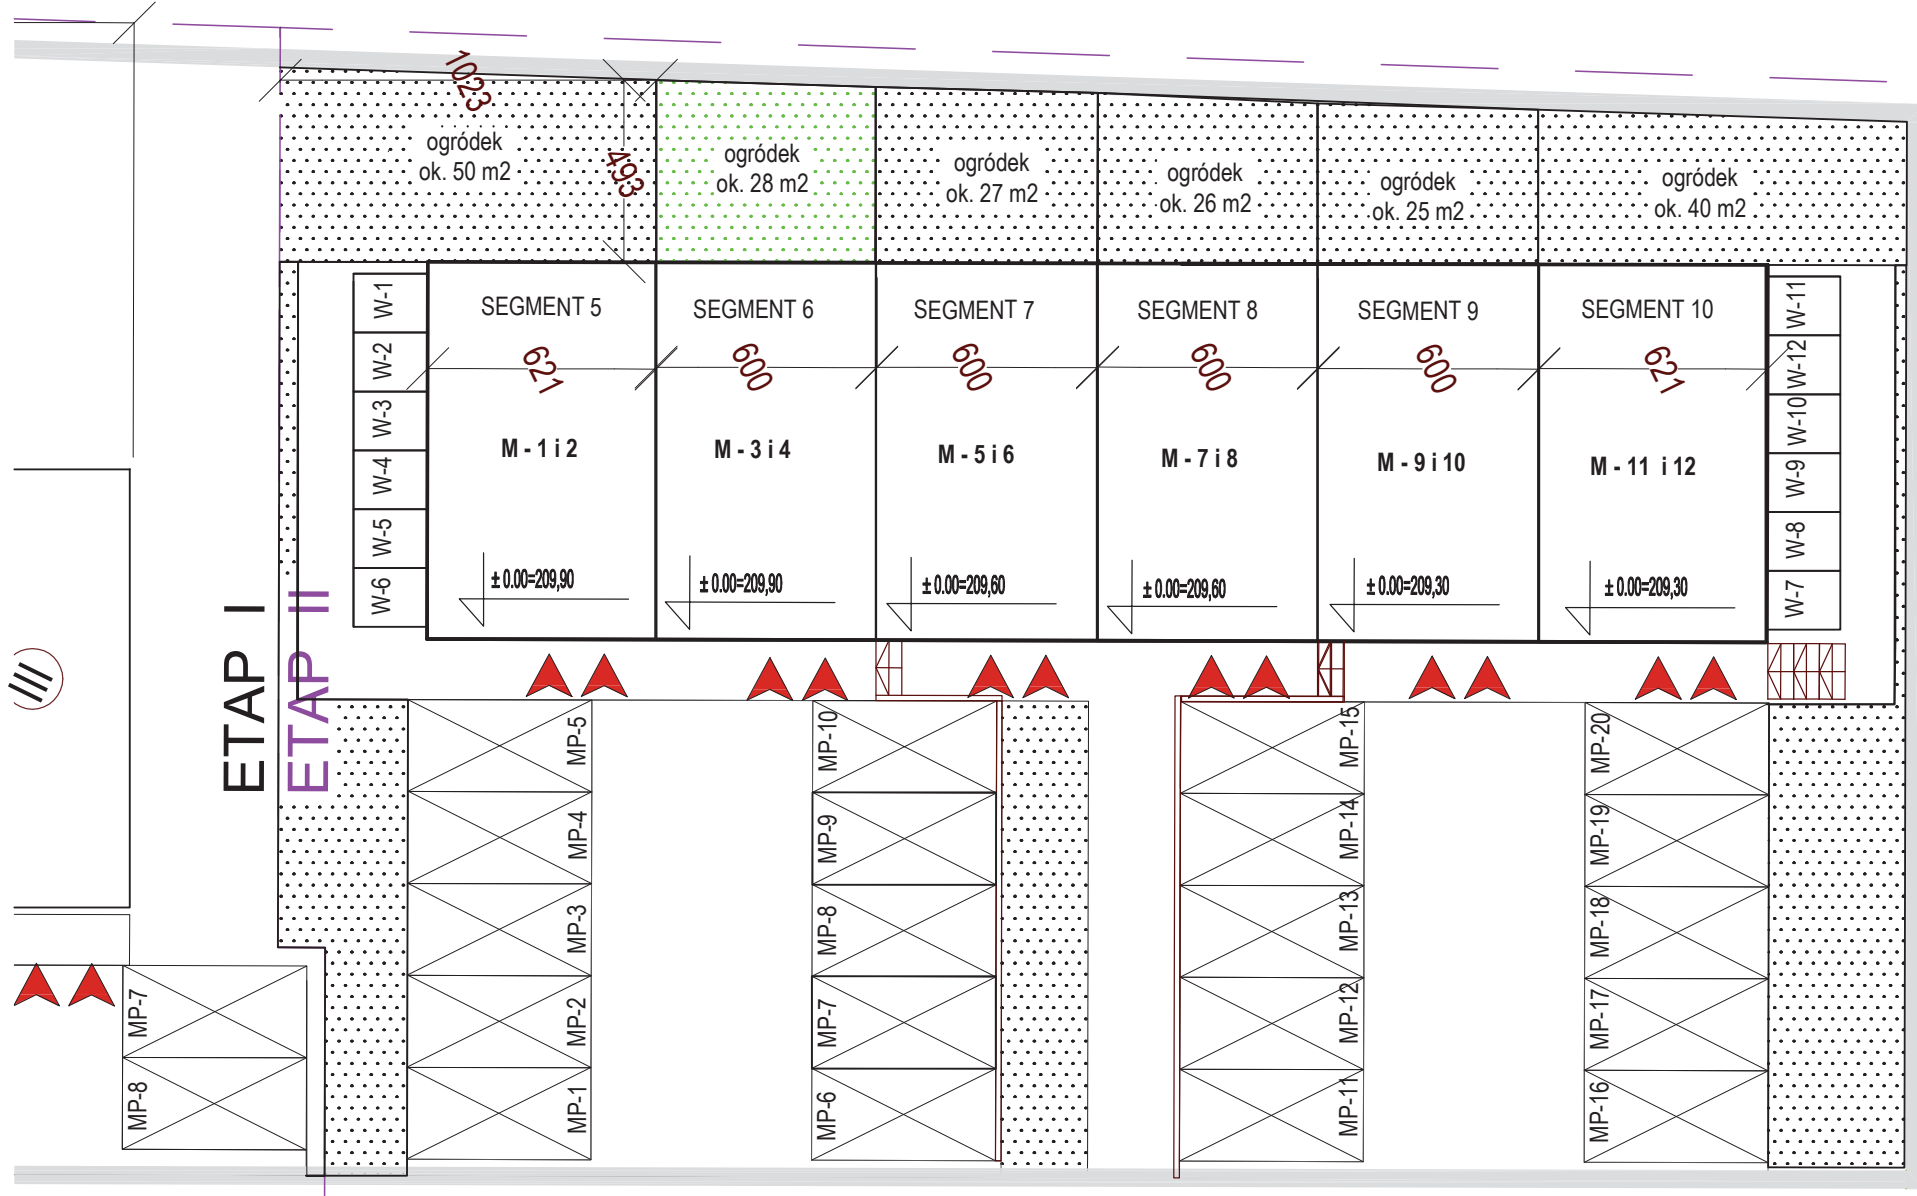 1023
493
ogródek
ok. 50 m2
ogródek
ok. 28 m2
ogródek
ok. 27 m2
ogródek
ok. 26 m2
ogródek
ok. 25 m2
ogródek
ok. 40 m2
SEGMENT 5
SEGMENT 6
SEGMENT 7
SEGMENT 8
SEGMENT 9
SEGMENT 10
621
600
600
600
600
621
M - 1 i 2
M - 3 i 4
M - 5 i 6
M - 7 i 8
M - 9 i 10
M - 11 i 12
± 0.00=209,90
± 0.00=209,90
± 0.00=209,60
± 0.00=209,60
± 0.00=209,30
± 0.00=209,30
W-1
W-2
W-3
W-4
W-5
W-6
W-11
W-12
W-10
W-9
W-8
W-7
ETAP I
ETAP II
MP-5
MP-4
MP-3
MP-2
MP-1
MP-10
MP-9
MP-8
MP-7
MP-6
MP-15
MP-14
MP-13
MP-12
MP-11
MP-20
MP-19
MP-18
MP-17
MP-16
MP-7
MP-8